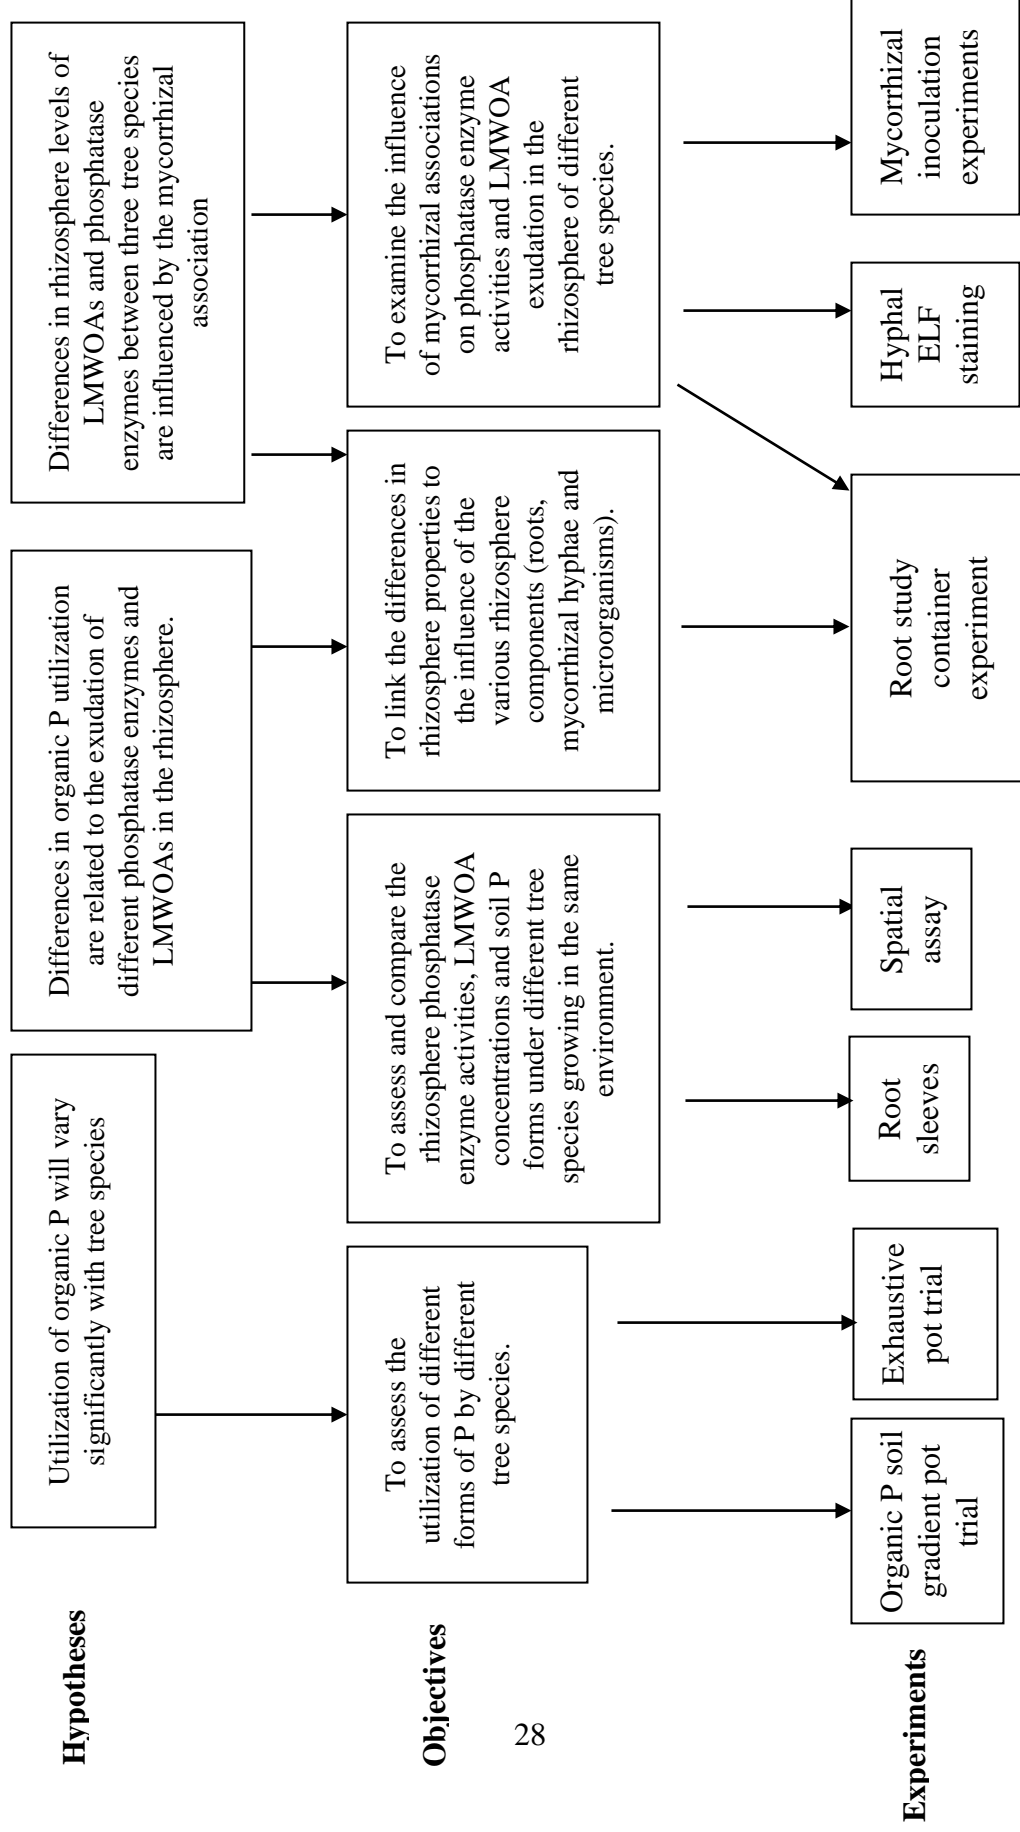 Hypotheses
Utilization of organic P will vary
significantly with tree species
Differences in organic P utilization
are related to the exudation of
different phosphatase enzymes and
LMWOAs in the rhizosphere.
Differences in rhizosphere levels of
LMWOAs and phosphatase
enzymes between three tree species
are influenced by the mycorrhizal
association
Objectives
To assess the
utilization of different
forms of P by different
tree species.
To assess and compare the
rhizosphere phosphatase
enzyme activities, LMWOA
concentrations and soil P
forms under different tree
species growing in the same
environment.
To link the differences in
rhizosphere properties to
the influence of the
various rhizosphere
components (roots,
mycorrhizal hyphae and
microorganisms).
To examine the influence
of mycorrhizal associations
on phosphatase enzyme
activities and LMWOA
exudation in the
rhizosphere of different
tree species.
Experiments
Organic P soil
gradient pot
trial
Exhaustive
pot trial
Root
sleeves
Spatial
assay
Root study
container
experiment
Hyphal
ELF
staining
Mycorrhizal
inoculation
experiments
28